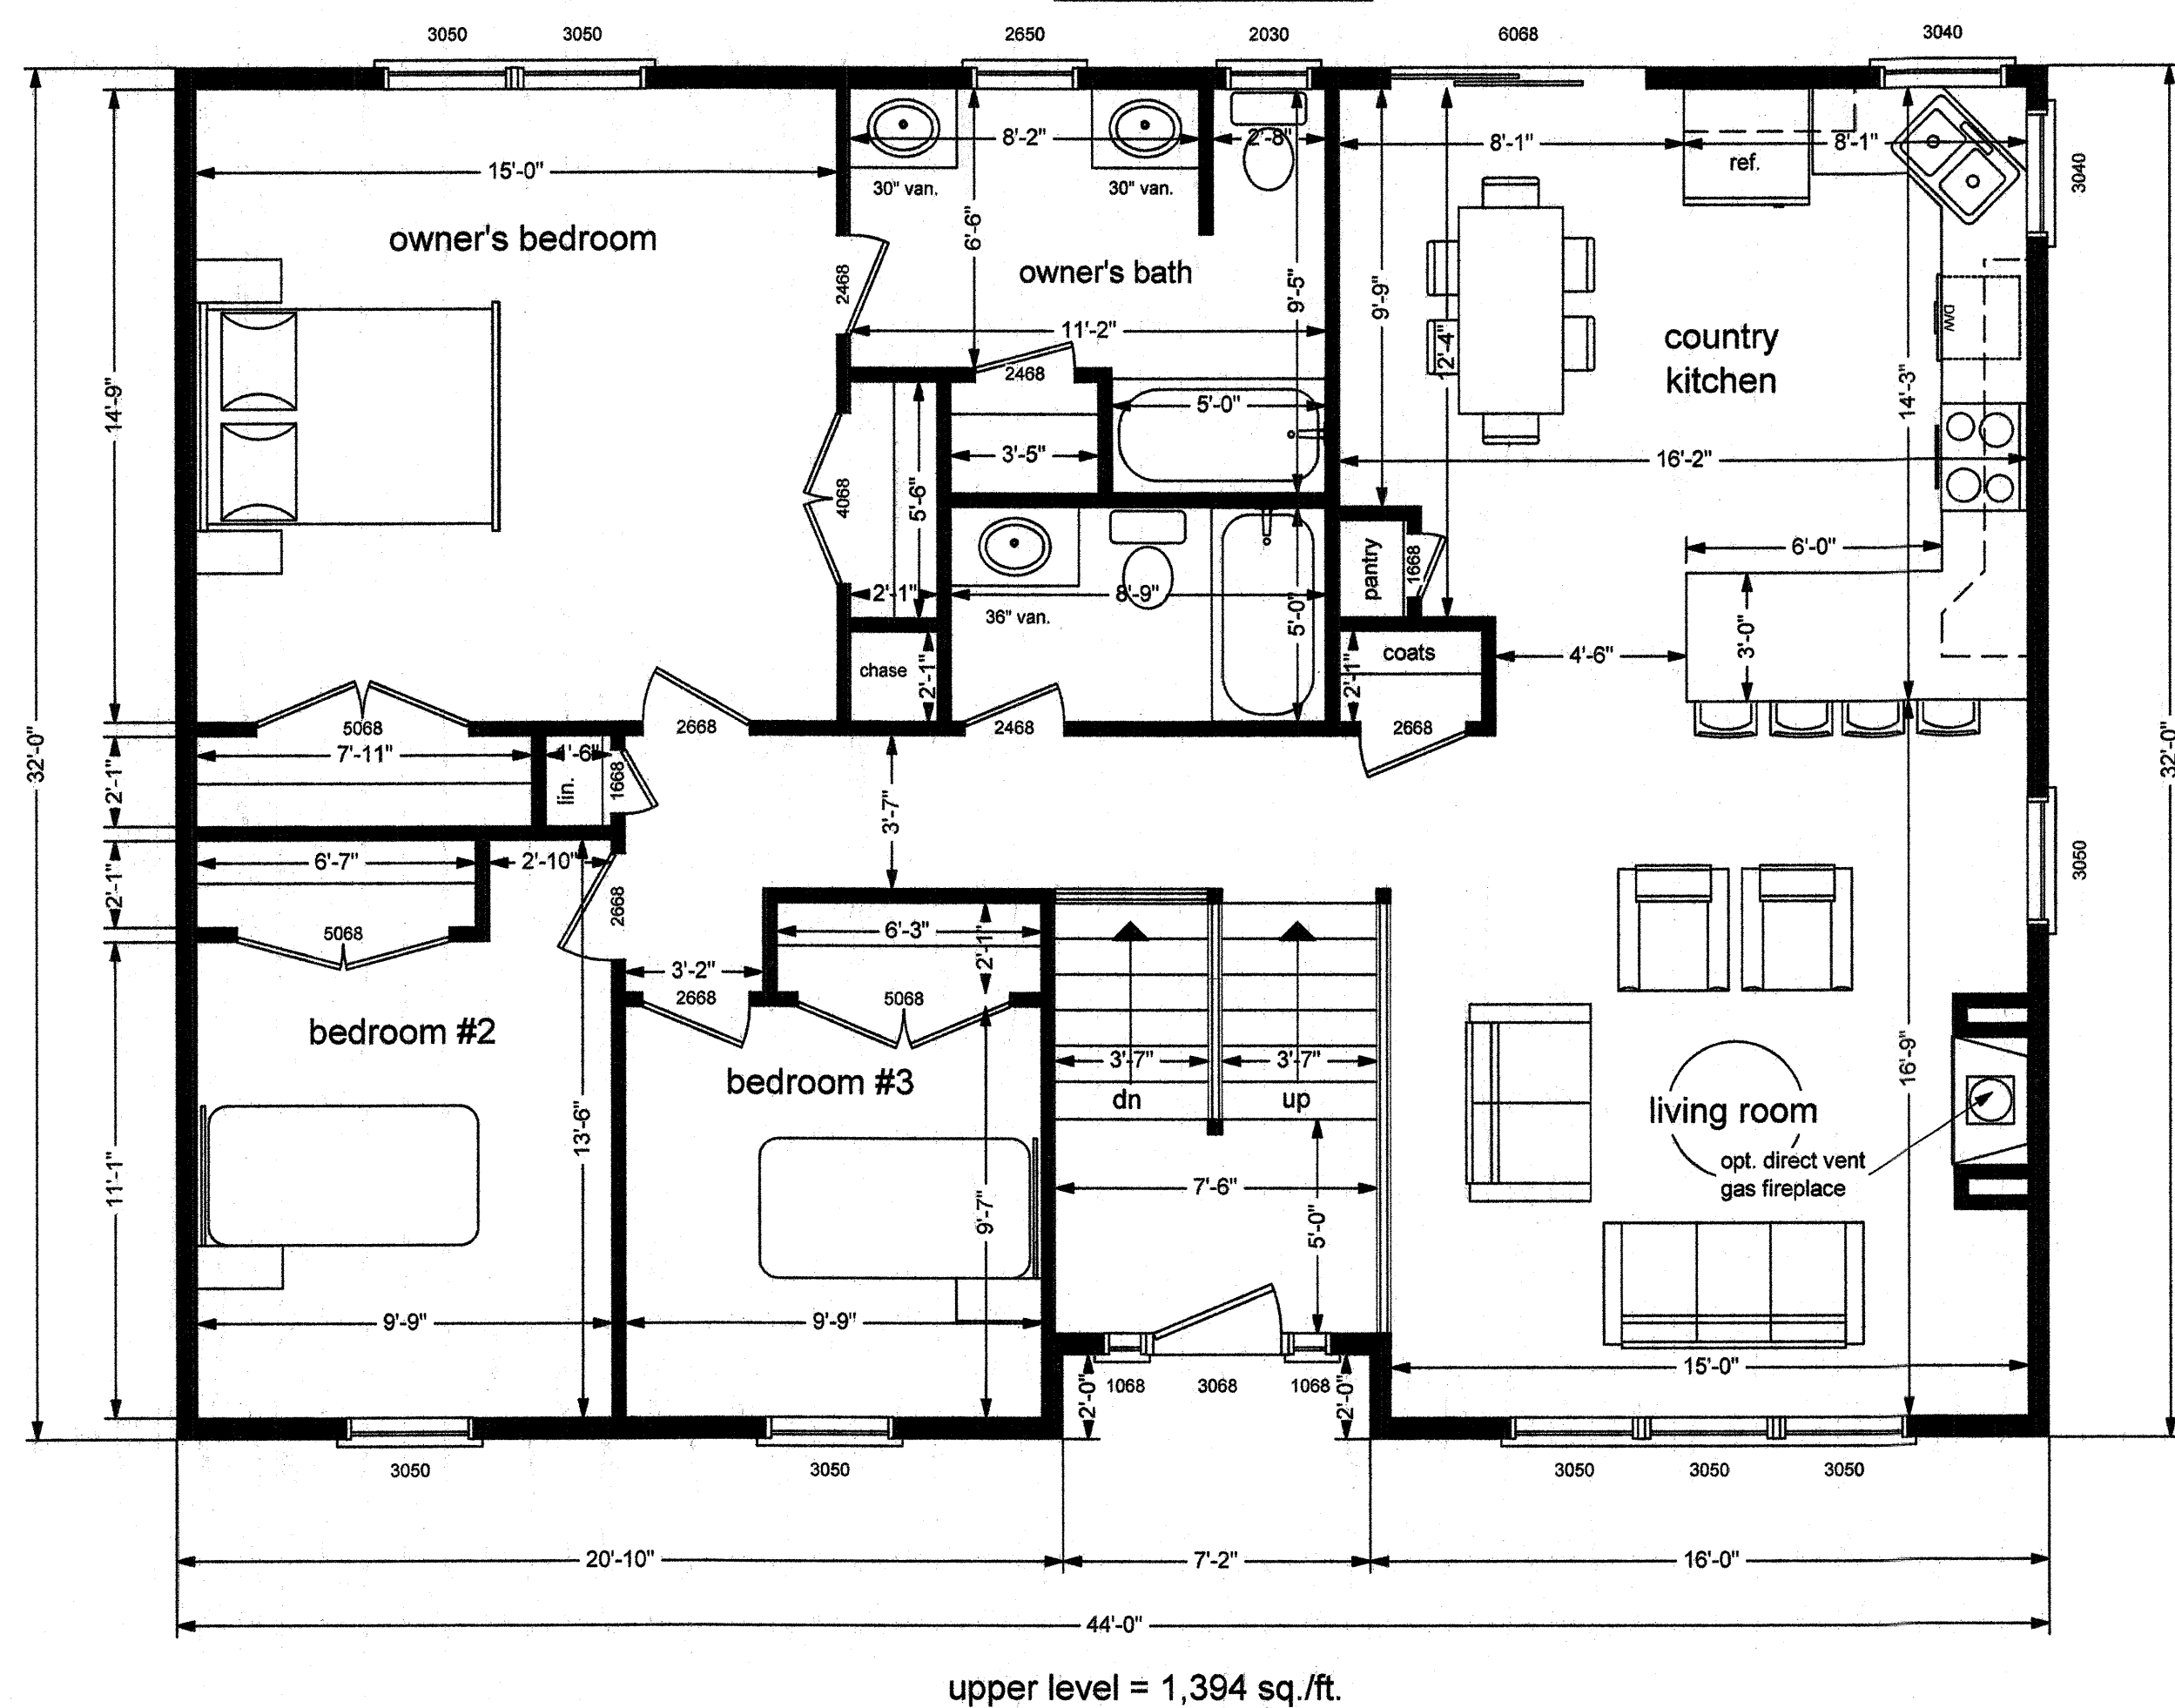 3050 3050 2650 2030 6068 3040
8'-2" 2'-8" 8'-1" 8'-1"
15'-0" 30" van. 30" van. ref. 3040
owner's bedroom 6'-6"
2468 owner's bath 9'-5" 9'-9"
11'-2" 12'-4" country
kitchen DW
14'-9" 2468 14'-3"
5'-0"
3'-5" 16'-2"
4068 5'-6"
pantry 1668 6'-0"
2'-1" 8'-9" 5'-0"
36" van.
chase 2'-1" 2'-1" coats 4'-6" 3'-0"
5068 2668 2468 2668
32'-0" 7'-11" 1'-6" 32'-0"
2'-1" lin. 1668 3'-7"
6'-7" 2'-10" 3050
2'-1" 2668
5068 6'-3" 2'-1"
3'-2"
2668 5068
bedroom #2
3'-7" 3'-7" 16'-9"
bedroom #3
dn up living room
13'-6"
opt. direct vent
gas fireplace
11'-1" 7'-6"
9'-7" 5'-0"
9'-9" 9'-9"
15'-0"
2'-0" 1068 3068 1068 2'-0"
3050 3050 3050 3050 3050
20'-10" 7'-2" 16'-0"
44'-0"
upper level = 1,394 sq./ft.